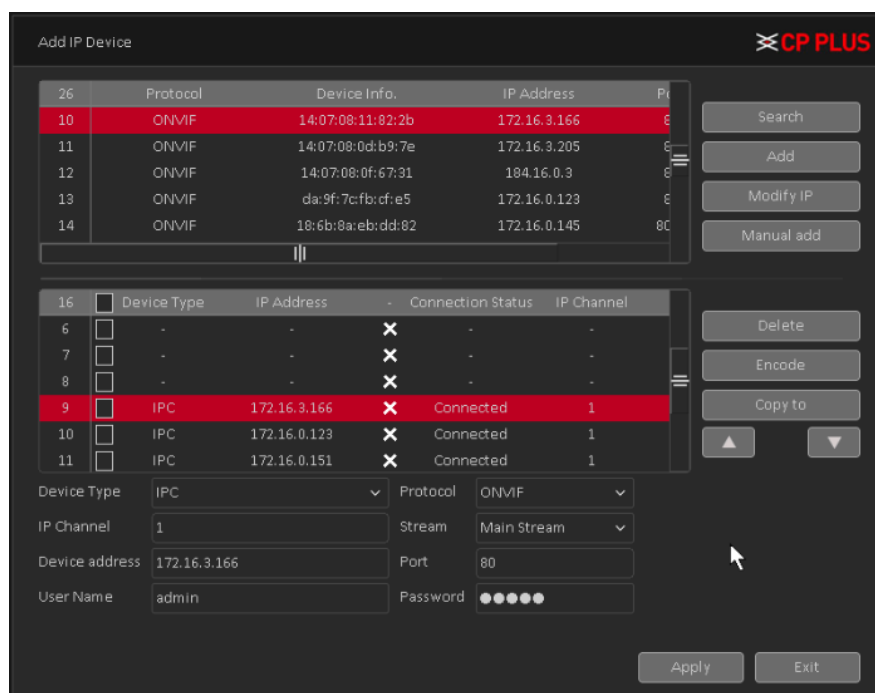 Add IP Device
CP PLUS
26 Protocol Device Info. IP Address
10 ONVIF 14:07:08:11:82:2b 172.16.3.166
11 ONVIF 14:07:08:0d:b9:7e 172.16.3.205
12 ONVIF 14:07:08:0f:67:31 184.16.0.3
13 ONVIF da:9f:7c:fb:cf:e5 172.16.0.123
14 ONVIF 18:6b:8a:eb:dd:82 172.16.0.145 80
Search
Add
Modify IP
Manual add
16 Device Type IP Address - Connection Status IP Channel
6 - - - -
7 - - - -
8 - - - -
9 IPC 172.16.3.166 Connected 1
10 IPC 172.16.0.123 Connected 1
11 IPC 172.16.0.151 Connected 1
Delete
Encode
Copy to
Device Type IPC Protocol ONVIF
IP Channel 1 Stream Main Stream
Device address 172.16.3.166 Port 80
User Name admin Password ●●●●●
Apply Exit